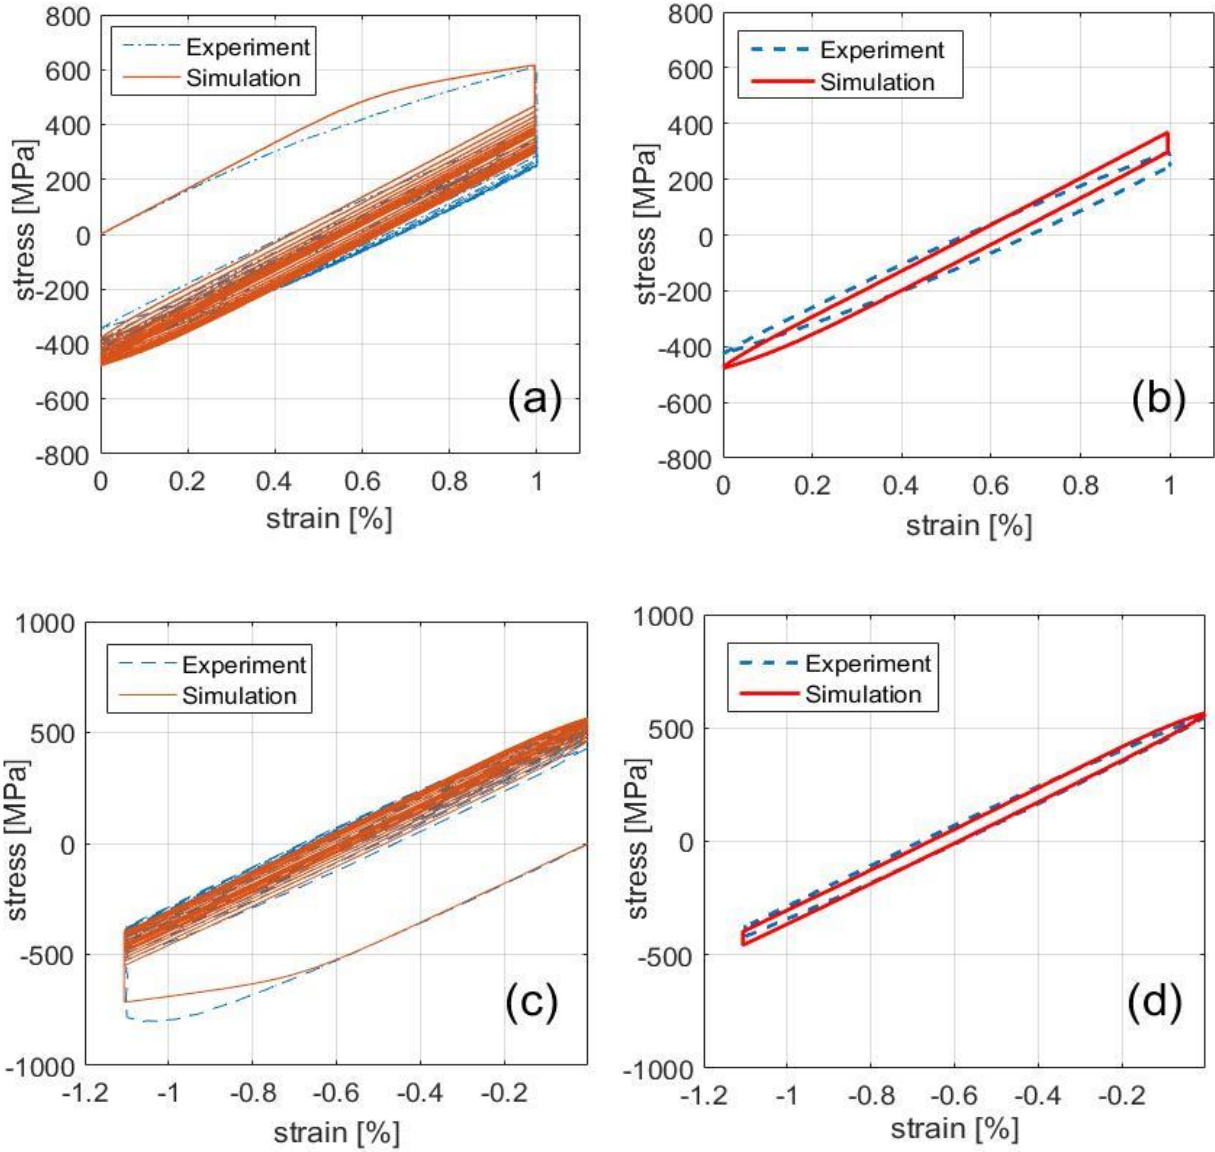 800
600
400
200
0
-200
-400
-600
-800
stress [MPa]
Experiment
Simulation
(a)
0 0.2 0.4 0.6 0.8 1
strain [%]
800
600
400
200
0
-200
-400
-600
-800
stress [MPa]
Experiment
Simulation
(b)
0 0.2 0.4 0.6 0.8 1
strain [%]
1000
500
0
-500
-1000
stress [MPa]
Experiment
Simulation
(c)
-1.2 -1 -0.8 -0.6 -0.4 -0.2
strain [%]
1000
500
0
-500
-1000
stress [MPa]
Experiment
Simulation
(d)
-1.2 -1 -0.8 -0.6 -0.4 -0.2
strain [%]